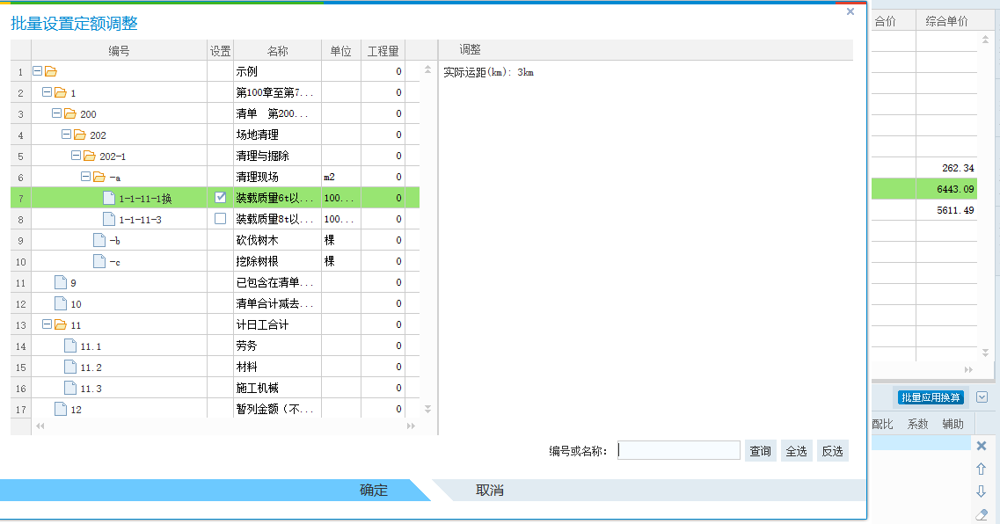 批量设置定额调整
编号 设置 名称 单位 工程量
1 示例 0
2 1 第100章至第7... 0
3 200 清单 第200... 0
4 202 场地清理 0
5 202-1 清理与掘除 0
6 -a 清理现场 m2 0
7 1-1-11-1换 装载质量6t以... 100... 0
8 1-1-11-3 装载质量8t以... 100... 0
9 -b 砍伐树木 棵 0
10 -c 挖除树根 棵 0
11 9 已包含在清单... 0
12 10 清单合计减去... 0
13 11 计日工合计 0
14 11.1 劳务 0
15 11.2 材料 0
16 11.3 施工机械 0
17 12 暂列金额（不... 0
调整
实际运距(km): 3km
编号或名称: 查询 全选 反选
确定 取消
合价 综合单价
262.34
6443.09
5611.49
批量应用换算
配比 系数 辅助